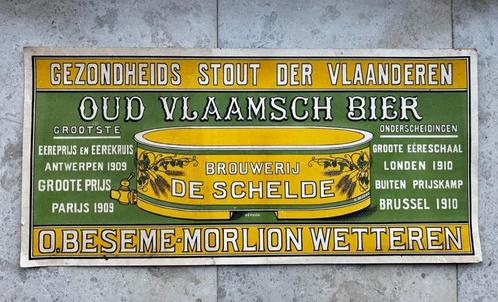 GEZONDHEIDS STOUT DER VLAANDEREN
OUD VLAAMSCH BIER
GROOTSTE
EEREPRIJS EN EEREKRUIS
ANTWERPEN 1909
GROOTE PRIJS
PARIJS 1909
BROUWERIJ
DE SCHELDE
ONDERSCHEIDINGEN
GROOTE EÉRESCHAAL
LONDEN 1910
BUITEN PRIJSKAMP
BRUSSEL 1910
O.BESEME-MORLION WETTEREN